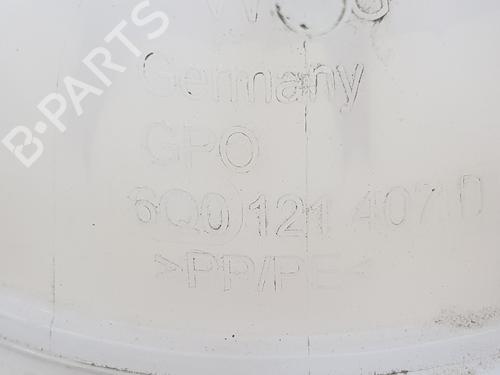 Germany
GPO
6Q0 121 407 D
>PP/PE<
B-PARTS